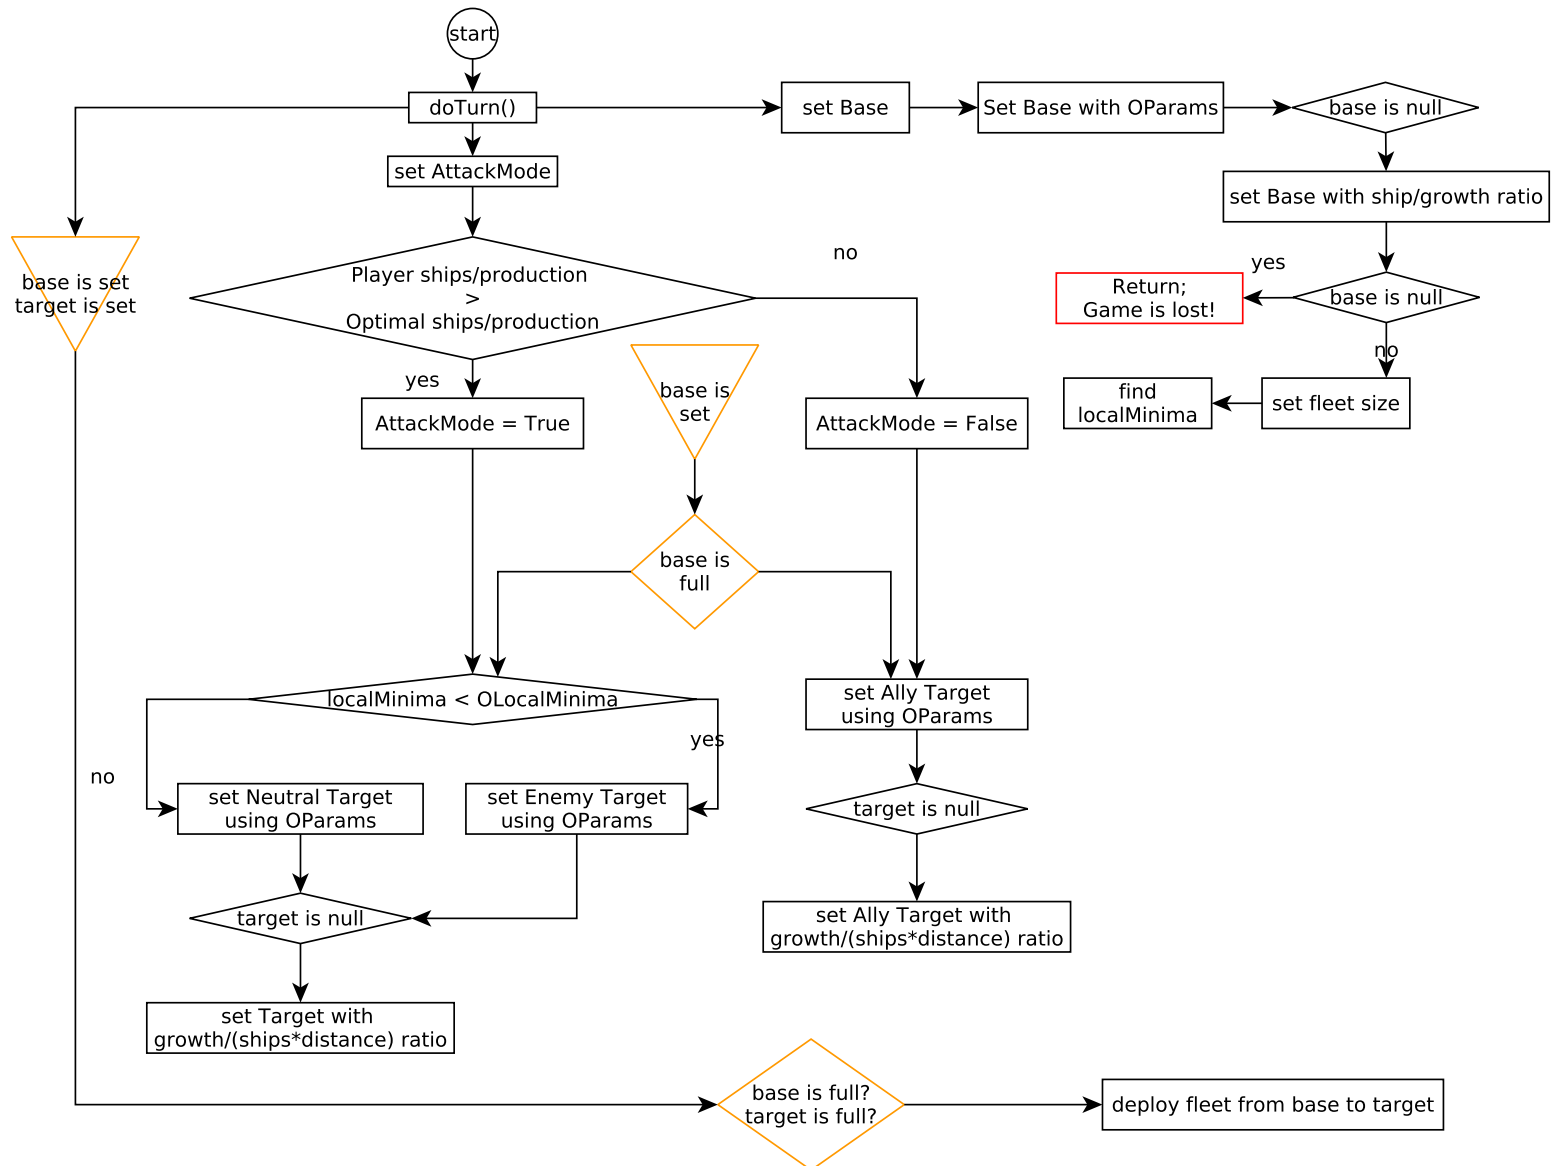 start
doTurn()
set Base
Set Base with OParams
base is null
set AttackMode
set Base with ship/growth ratio
no
yes
base is set
target is set
Player ships/production
>
Optimal ships/production
Return;
Game is lost!
base is null
no
yes
base is
set
AttackMode = True
AttackMode = False
find
localMinima
set fleet size
base is
full
localMinima < OLocalMinima
set Ally Target
using OParams
yes
no
set Neutral Target
using OParams
set Enemy Target
using OParams
target is null
target is null
set Ally Target with
growth/(ships*distance) ratio
set Target with
growth/(ships*distance) ratio
base is full?
target is full?
deploy fleet from base to target